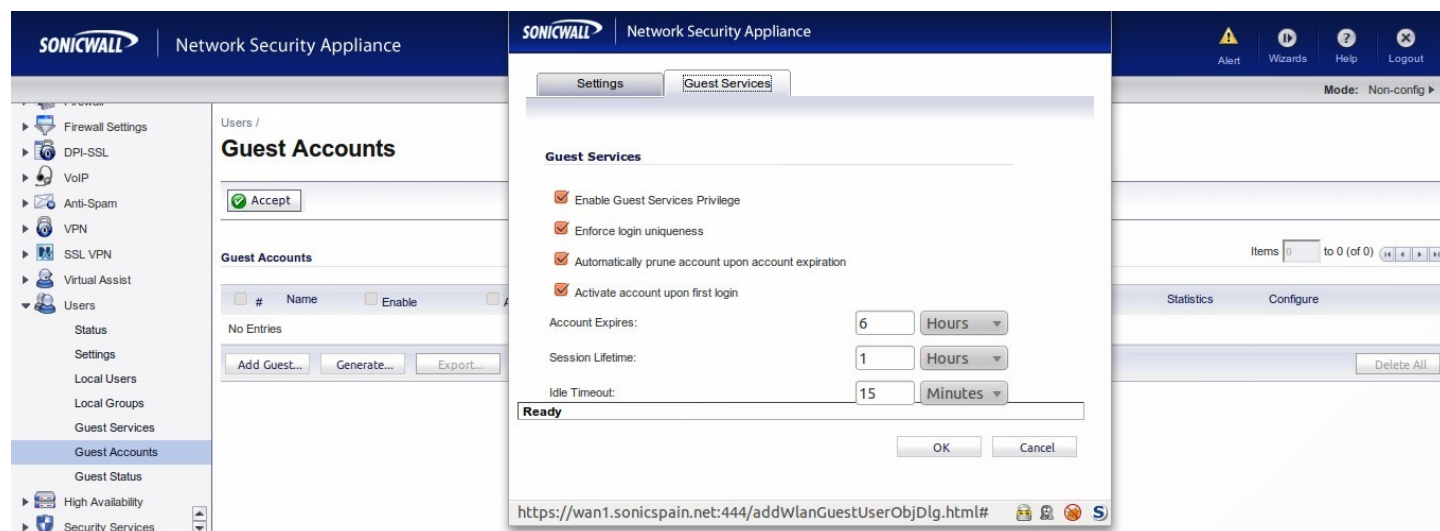 SONICWALL
Network Security Appliance
Alert
Wizards
Help
Logout
Mode: Non-config
Firewall Settings
DPI-SSL
VoIP
Anti-Spam
VPN
SSL VPN
Virtual Assist
Users
Status
Settings
Local Users
Local Groups
Guest Services
Guest Accounts
Guest Status
High Availability
Security Services
Users /
Guest Accounts
Accept
Guest Accounts
Items 0 to 0 (of 0)
# Name Enable
Statistics Configure
No Entries
Add Guest... Generate... Export...
Delete All
SONICWALL
Network Security Appliance
Settings
Guest Services
Guest Services
Enable Guest Services Privilege
Enforce login uniqueness
Automatically prune account upon account expiration
Activate account upon first login
Account Expires: 6 Hours
Session Lifetime: 1 Hours
Idle Timeout: 15 Minutes
Ready
OK Cancel
https://wan1.sonicspain.net:444/addWlanGuestUserObjDlg.html#
S